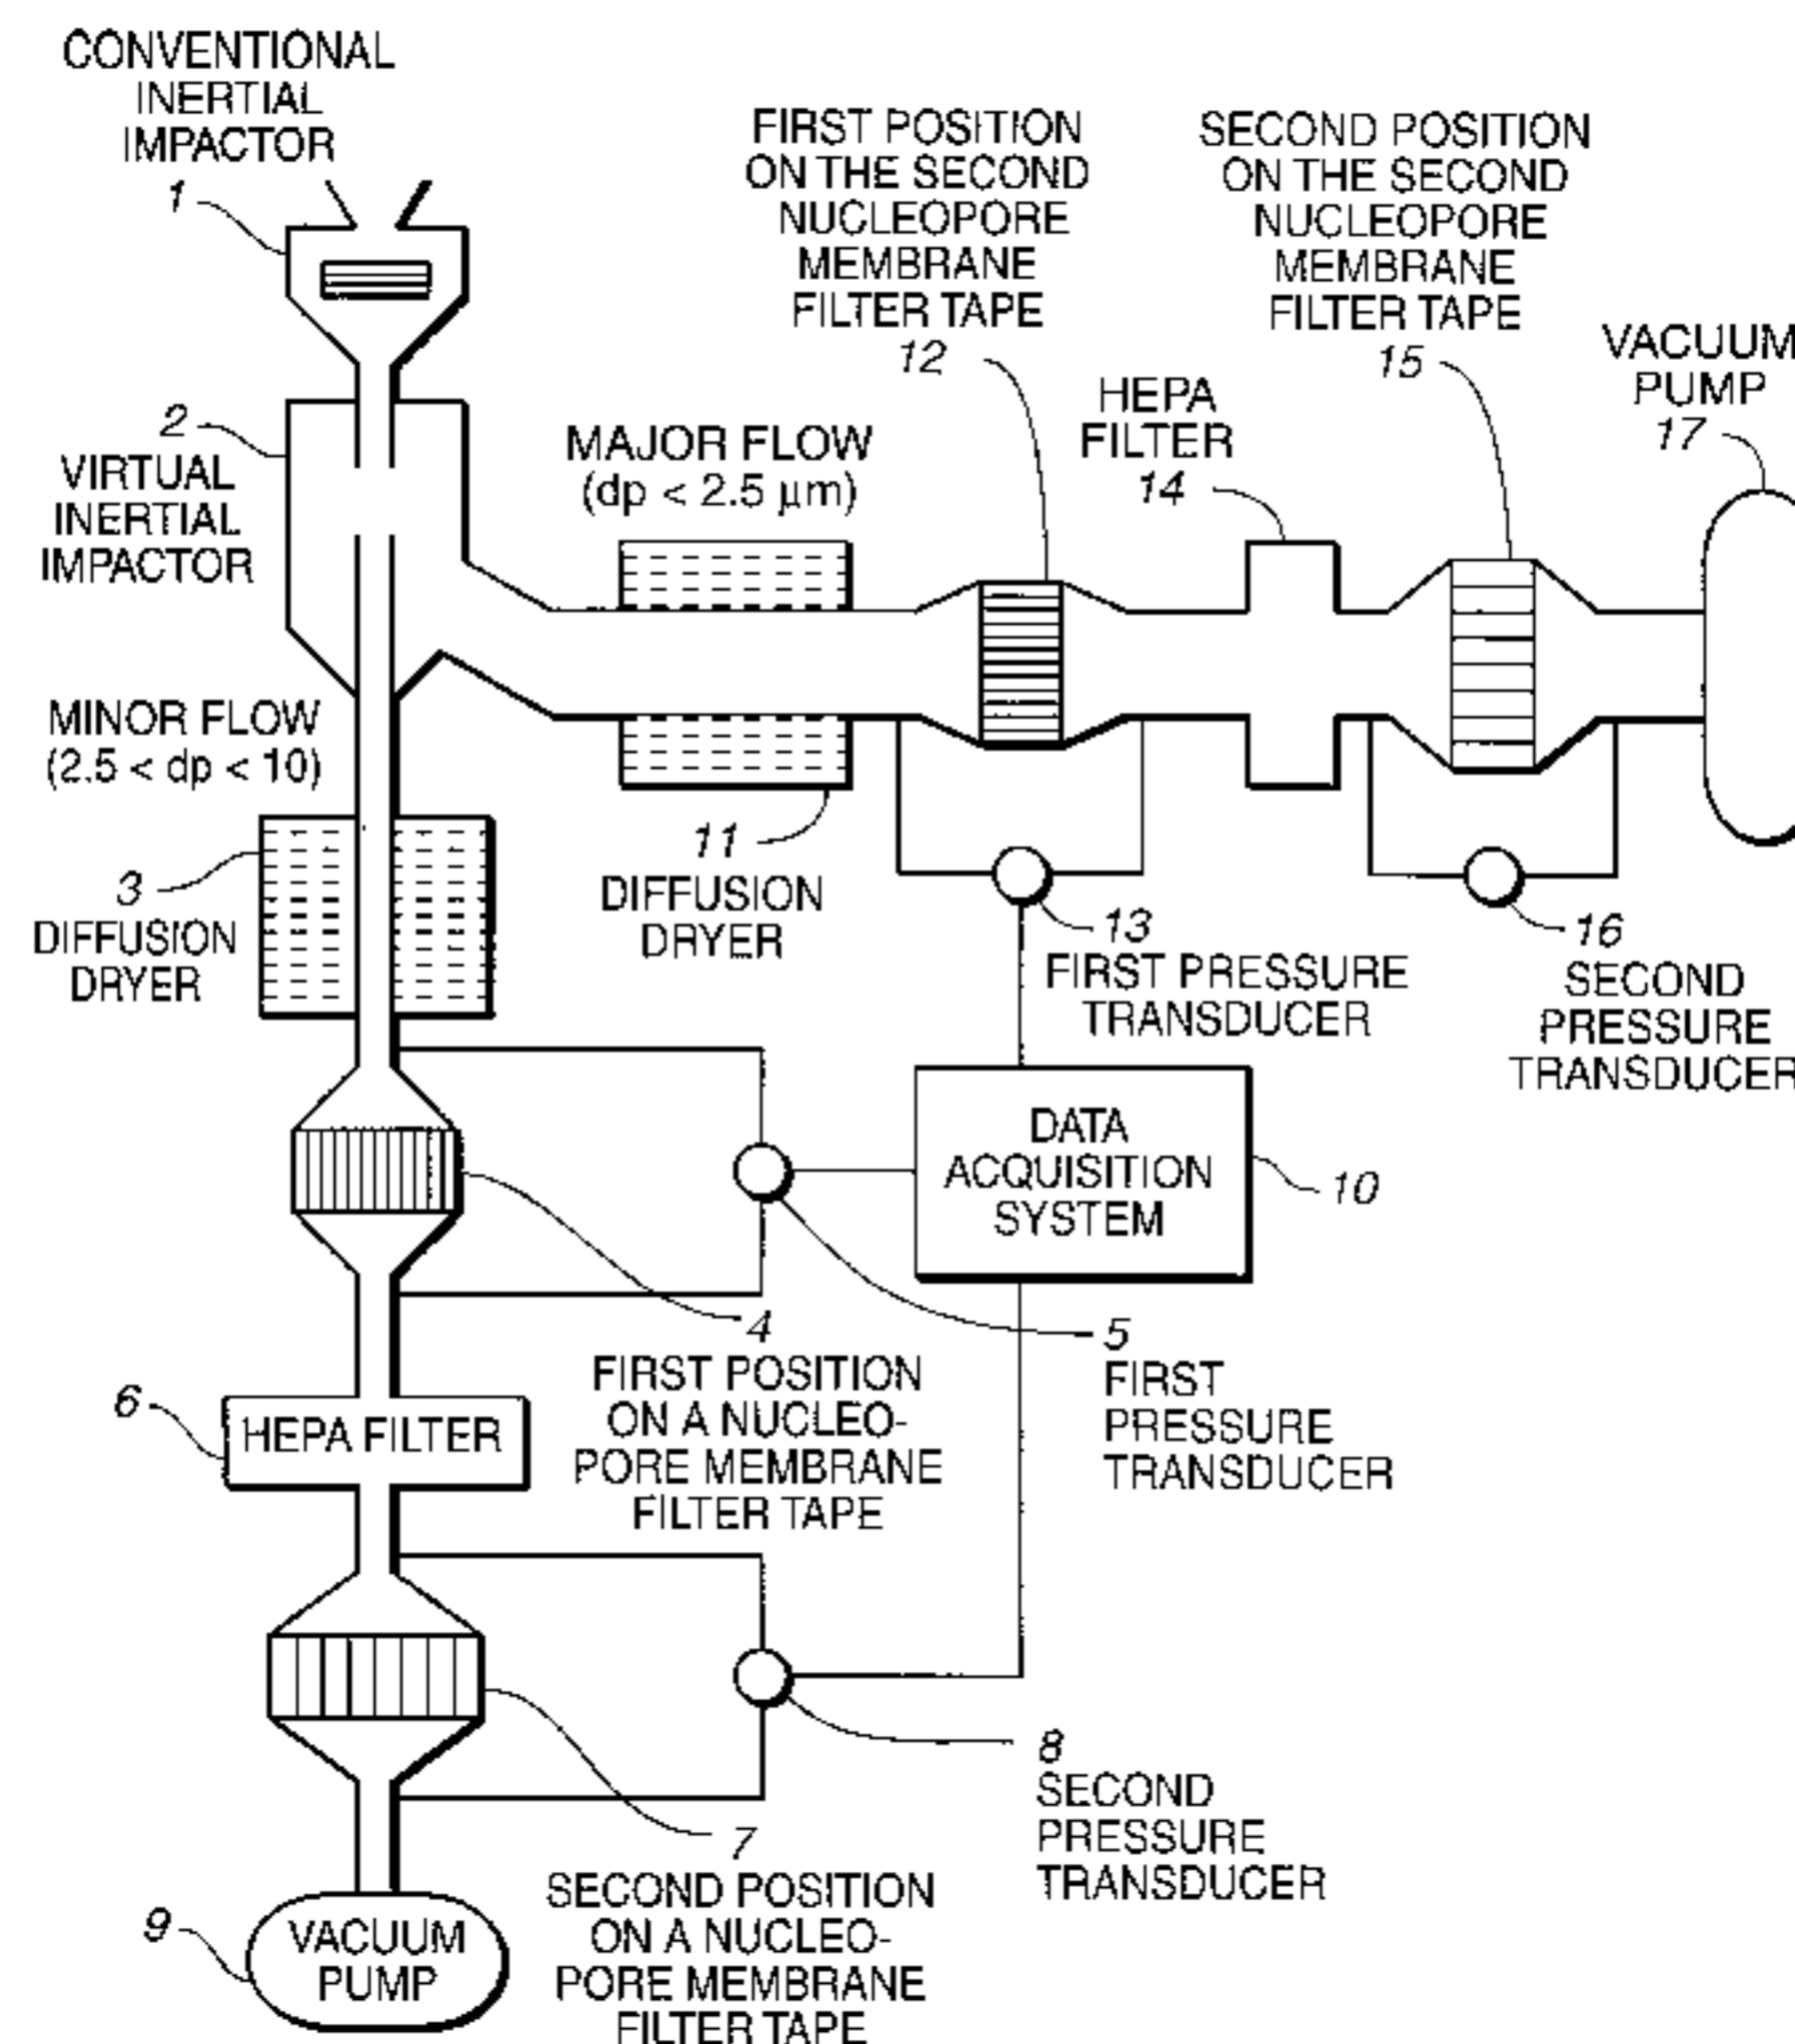 CONVENTIONAL
INERTIAL
IMPACTOR
1
FIRST POSITION
ON THE SECOND
NUCLEOPORE
MEMBRANE
FILTER TAPE
12
SECOND POSITION
ON THE SECOND
NUCLEOPORE
MEMBRANE
FILTER TAPE
15
VACUUM
PUMP
17
HEPA
FILTER
14
2
VIRTUAL
INERTIAL
IMPACTOR
MAJOR FLOW
(dp < 2.5 μm)
MINOR FLOW
(2.5 < dp < 10)
11
DIFFUSION
DRYER
3
DIFFUSION
DRYER
13
FIRST PRESSURE
TRANSDUCER
16
SECOND
PRESSURE
TRANSDUCER
DATA
ACQUISITION
SYSTEM
10
4
FIRST POSITION
ON A NUCLEO-
PORE MEMBRANE
FILTER TAPE
5
FIRST
PRESSURE
TRANSDUCER
6
HEPA FILTER
8
SECOND
PRESSURE
TRANSDUCER
7
SECOND POSITION
ON A NUCLEO-
PORE MEMBRANE
FILTER TAPE
9
VACUUM
PUMP